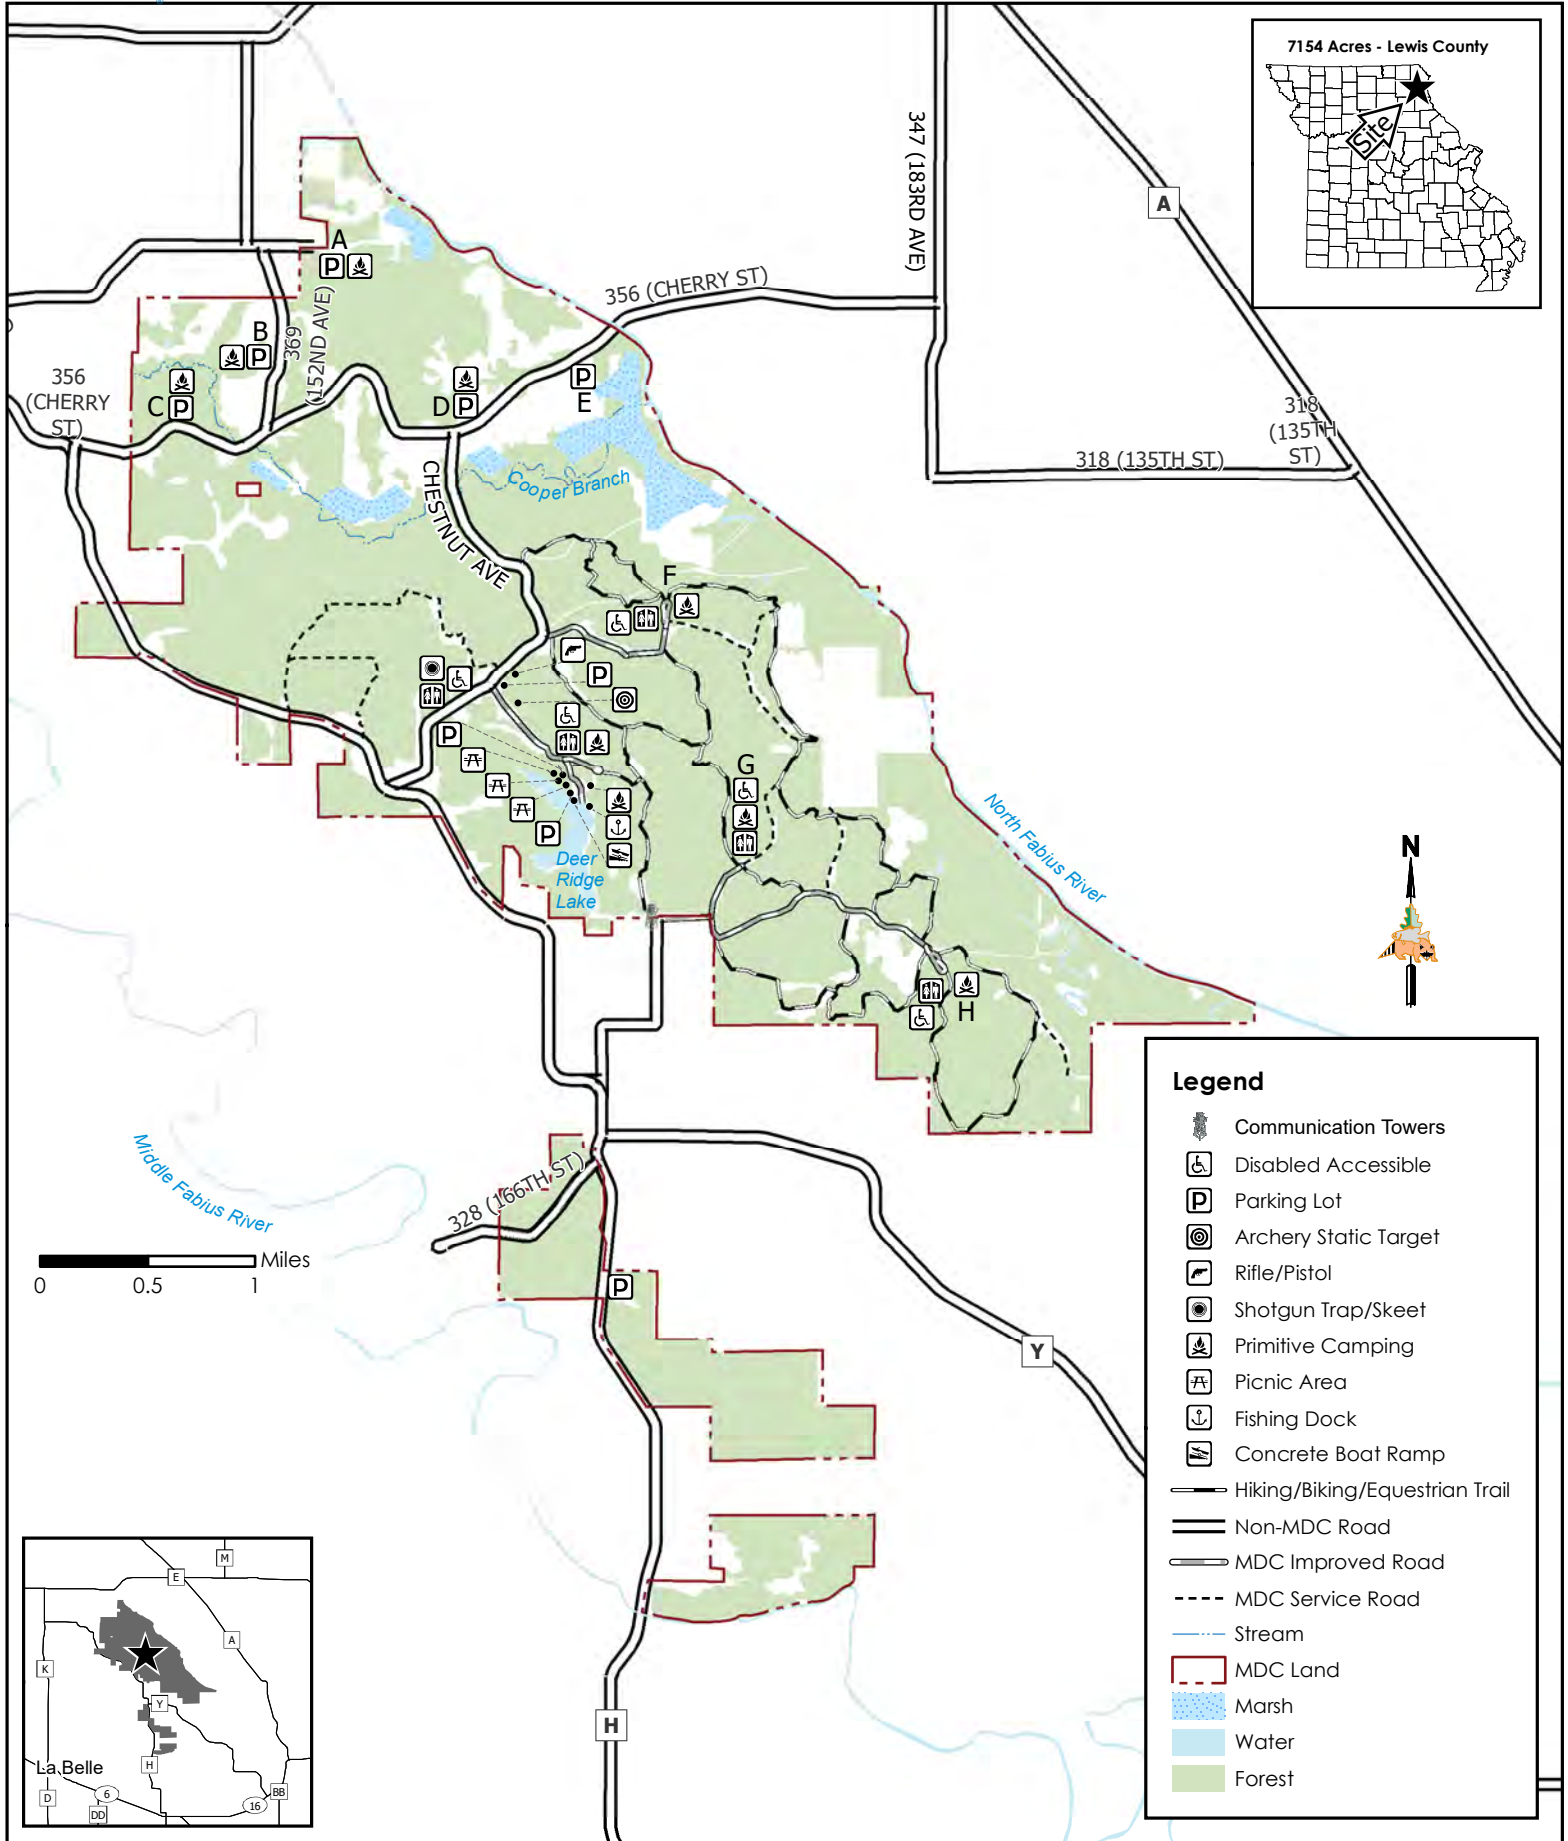 7154 Acres - Lewis County
Site
347 (183RD AVE)
A
A
P
356 (CHERRY ST)
369
(152ND AVE)
B
P
356
(CHERRY
ST)
C
P
D
P
P
E
318
(135TH
ST)
318 (135TH ST)
Cooper Branch
CHESTNUT AVE
F
P
P
G
P
Deer
Ridge
Lake
North Fabius River
N
H
Middle Fabius River
328 (166TH ST)
Miles
0 0.5 1
P
Y
H
Legend
Communication Towers
Disabled Accessible
P Parking Lot
Archery Static Target
Rifle/Pistol
Shotgun Trap/Skeet
Primitive Camping
Picnic Area
Fishing Dock
Concrete Boat Ramp
Hiking/Biking/Equestrian Trail
Non-MDC Road
MDC Improved Road
MDC Service Road
Stream
MDC Land
Marsh
Water
Forest
M
E
A
K
Y
La Belle
H
D
6
DD
16
BB